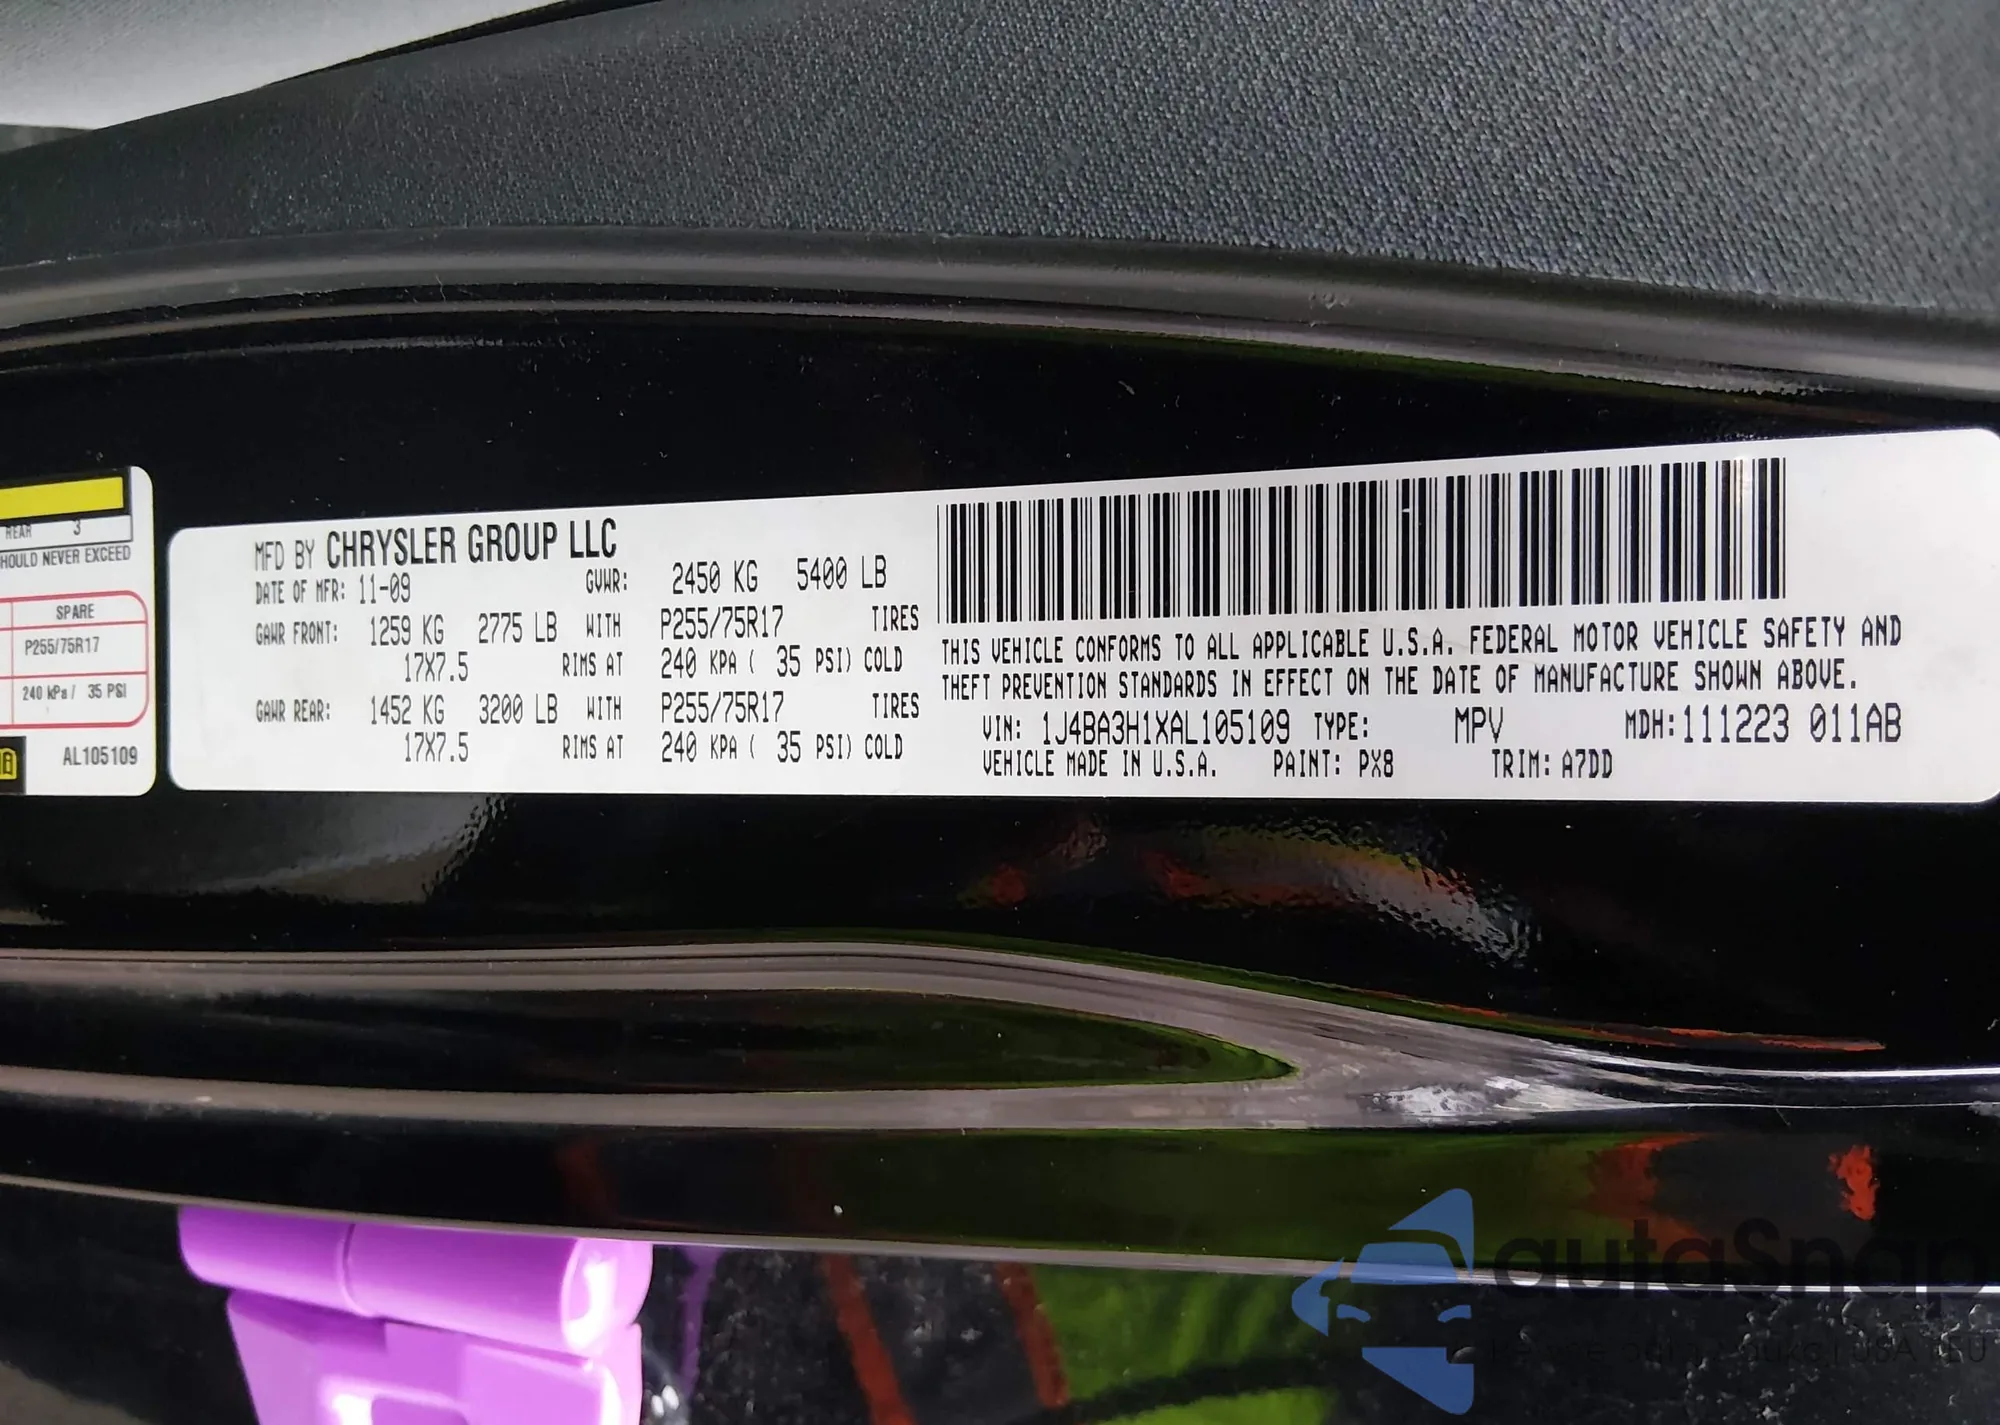 REAR 3
HOULD NEVER EXCEED
SPARE
P255/75R17
240 kPa / 35 PSI
AL105109
MFD BY CHRYSLER GROUP LLC
DATE OF MFR: 11-09 GVWR: 2450 KG 5400 LB
GAWR FRONT: 1259 KG 2775 LB WITH P255/75R17 TIRES
17X7.5 RIMS AT 240 KPA ( 35 PSI) COLD
GAWR REAR: 1452 KG 3200 LB WITH P255/75R17 TIRES
17X7.5 RIMS AT 240 KPA ( 35 PSI) COLD
THIS VEHICLE CONFORMS TO ALL APPLICABLE U.S.A. FEDERAL MOTOR VEHICLE SAFETY AND
THEFT PREVENTION STANDARDS IN EFFECT ON THE DATE OF MANUFACTURE SHOWN ABOVE.
VIN: 1J4BA3H1XAL105109 TYPE: MPV MDH:111223 011AB
VEHICLE MADE IN U.S.A. PAINT: PX8 TRIM: A7DD
autaSnap
USA